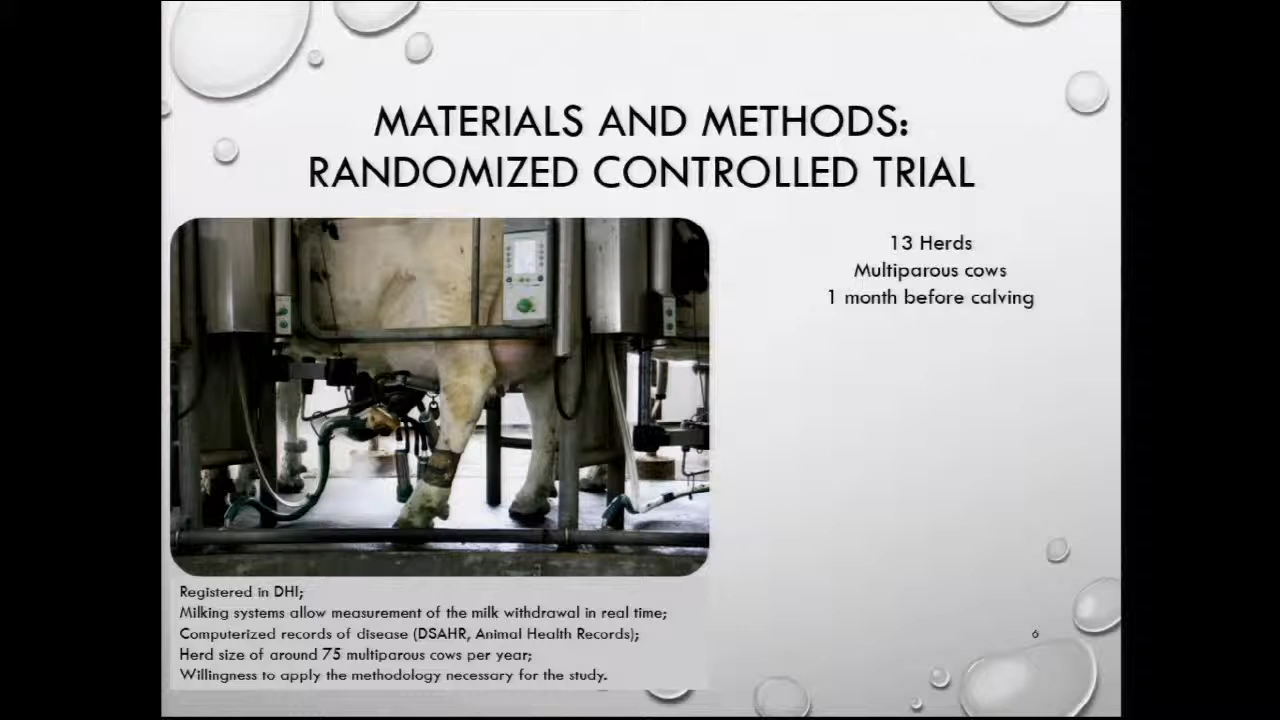 MATERIALS AND METHODS:
RANDOMIZED CONTROLLED TRIAL
13 Herds
Multiparous cows
1 month before calving
Registered in DHI;
Milking systems allow measurement of the milk withdrawal in real time;
Computerized records of disease (DSAHR, Animal Health Records);
Herd size of around 75 multiparous cows per year;
Willingness to apply the methodology necessary for the study.
6